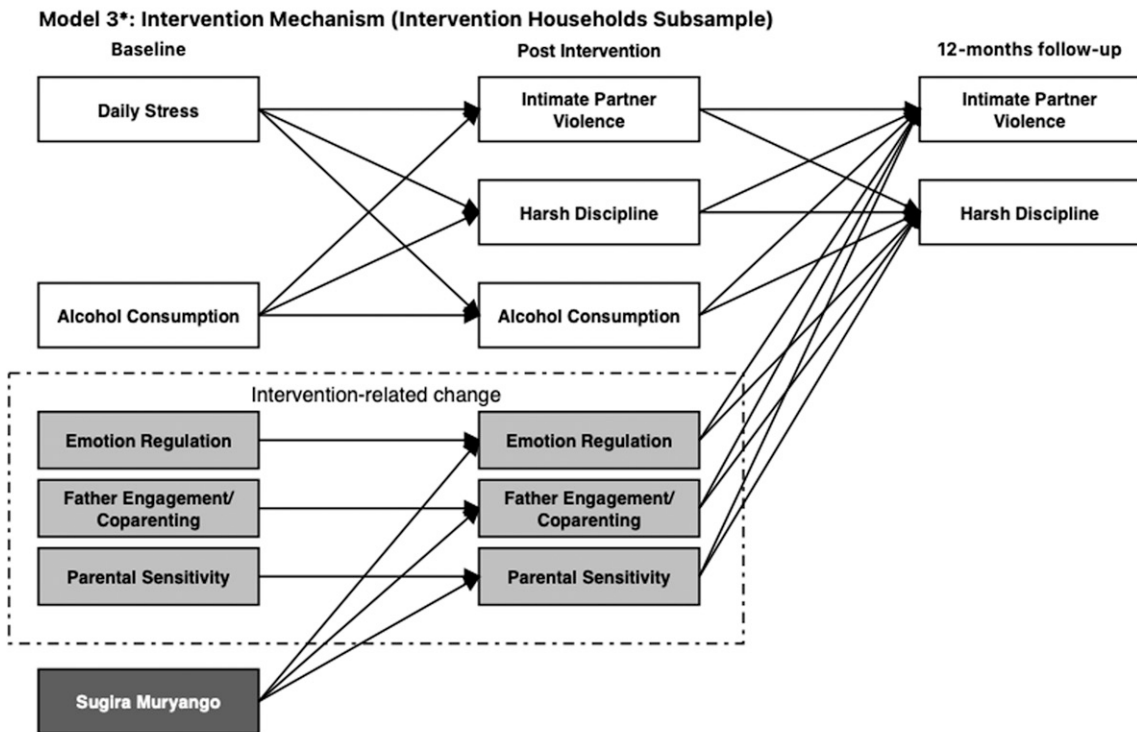 Model 3*: Intervention Mechanism (Intervention Households Subsample)
Baseline
Post Intervention
12-months follow-up
Daily Stress
Intimate Partner
Violence
Intimate Partner
Violence
Harsh Discipline
Harsh Discipline
Alcohol Consumption
Alcohol Consumption
Intervention-related change
Emotion Regulation
Emotion Regulation
Father Engagement/
Coparenting
Father Engagement/
Coparenting
Parental Sensitivity
Parental Sensitivity
Sugira Muryango